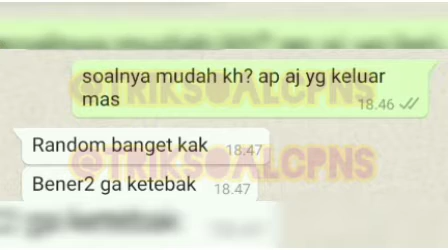 soalnya mudah kh? ap aj yg keluar
mas
18.46
@TRIKSOALCPNS
Random banget kak 18.47
@TRIKSOALCPNS
Bener2 ga ketebak 18.47